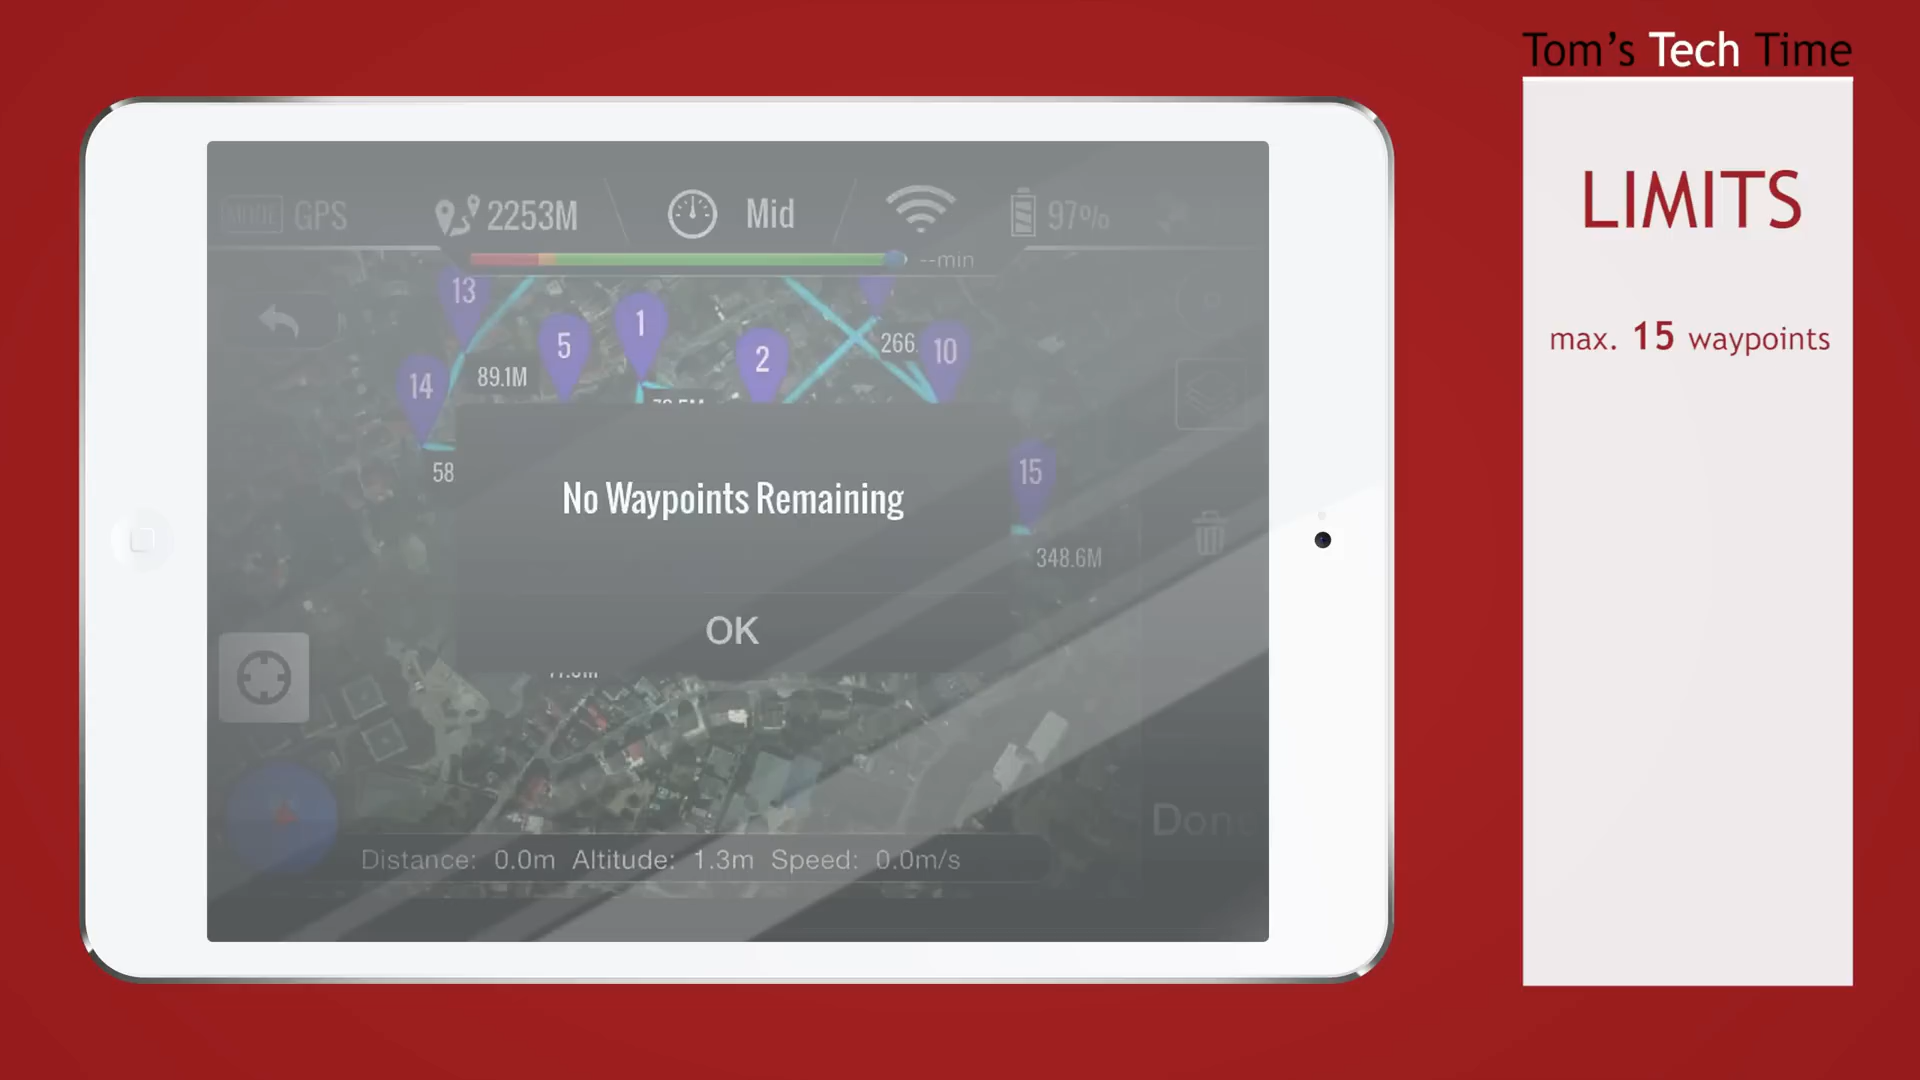 Tom's Tech Time
LIMITS
max. 15 waypoints
MODE GPS
2253M
Mid
97%
--min
13
5
1
2
266.
10
14
89.1M
58
15
348.6M
No Waypoints Remaining
OK
Distance: 0.0m Altitude: 1.3m Speed: 0.0m/s